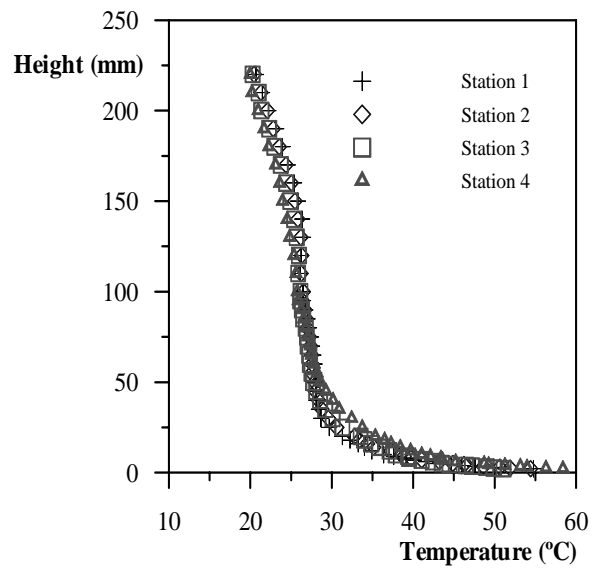 250
Height (mm)
200
150
100
50
0
Station 1
Station 2
Station 3
Station 4
10 20 30 40 50 60
Temperature (ºC)